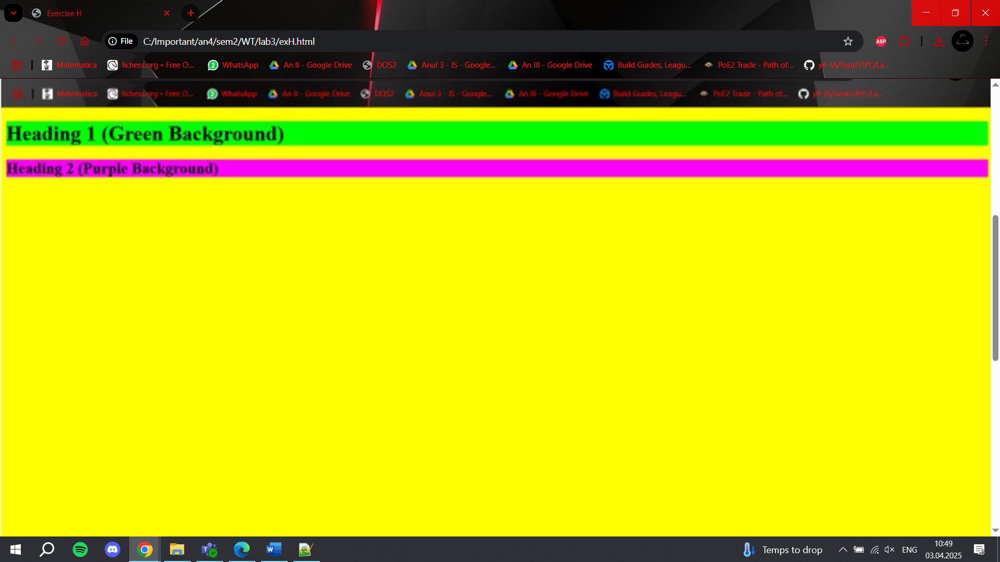 Exercise H
File C:/Important/an4/sem2/WT/lab3/exH.html ABP
Matematica lichess.org • Free O... WhatsApp An II - Google Drive DOS2 Anul 3 - IS - Google... An III - Google Drive Build Guides, Leagu... PoE2 Trade - Path of... y4-IA/Sem2/IPC/La...
Matematica lichess.org • Free O... WhatsApp An II - Google Drive DOS2 Anul 3 - IS - Google... An III - Google Drive Build Guides, Leagu... PoE2 Trade - Path of... y4-IA/Sem2/IPC/La...
Heading 1 (Green Background)
Heading 2 (Purple Background)
Temps to drop ENG 10:49
03.04.2025